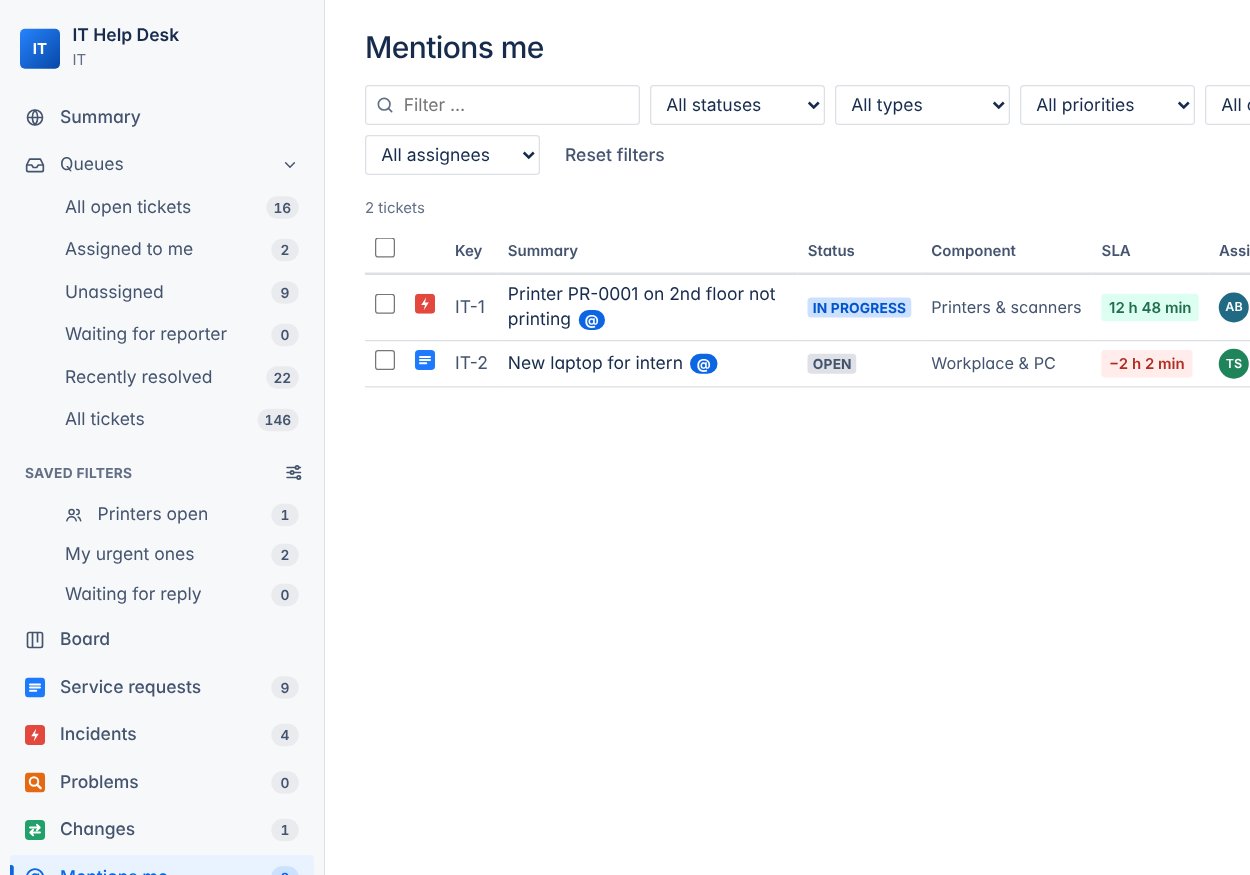 IT
IT Help Desk
IT
Summary
Queues
All open tickets 16
Assigned to me 2
Unassigned 9
Waiting for reporter 0
Recently resolved 22
All tickets 146
SAVED FILTERS
Printers open 1
My urgent ones 2
Waiting for reply 0
Board
Service requests 9
Incidents 4
Problems 0
Changes 1
Mentions me
Mentions me
Filter ...
All statuses
All types
All priorities
All
All assignees
Reset filters
2 tickets
Key Summary Status Component SLA
IT-1 Printer PR-0001 on 2nd floor not
printing @ IN PROGRESS Printers & scanners 12 h 48 min AB
IT-2 New laptop for intern @ OPEN Workplace & PC −2 h 2 min TS